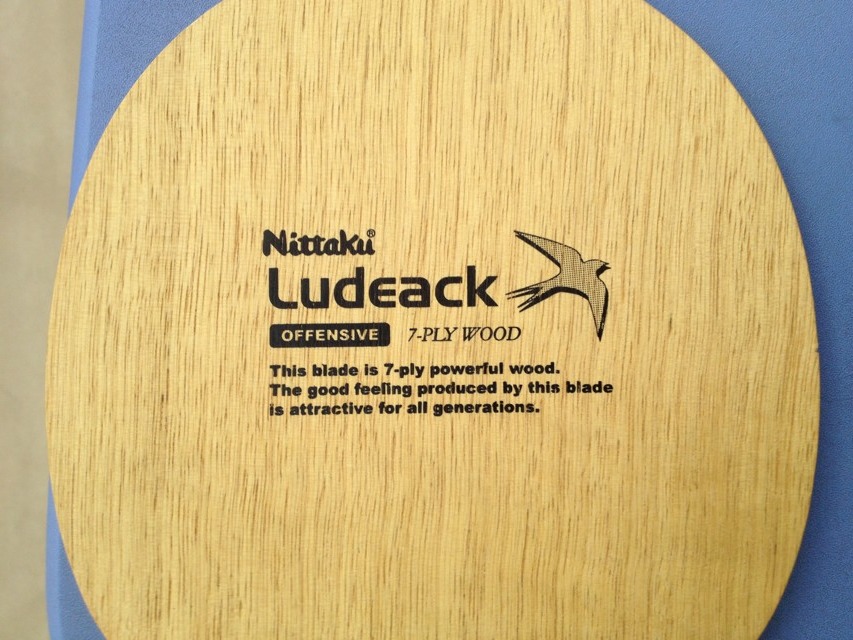 Nittaku®
Ludeack
OFFENSIVE 7-PLY WOOD
This blade is 7-ply powerful wood.
The good feeling produced by this blade
is attractive for all generations.